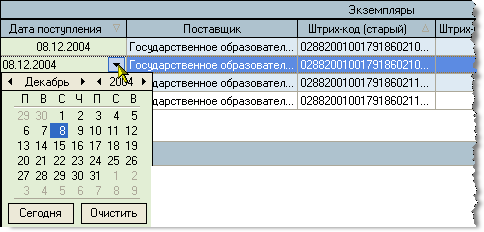 Экземпляры
Дата поступления Поставщик Штрих-код (старый) Штрих-
08.12.2004 Государственное образовател... 02882001001791860210...
08.12.2004 Государственное образовател... 02882001001791860210...
Декабрь 2004 сударственное образовател... 02882001001791860211...
П В С Ч П С В сударственное образовател... 02882001001791860211...
29 30 1 2 3 4 5
6 7 8 9 10 11 12
13 14 15 16 17 18 19
20 21 22 23 24 25 26
27 28 29 30 31 1 2
3 4 5 6 7 8 9
Сегодня Очистить